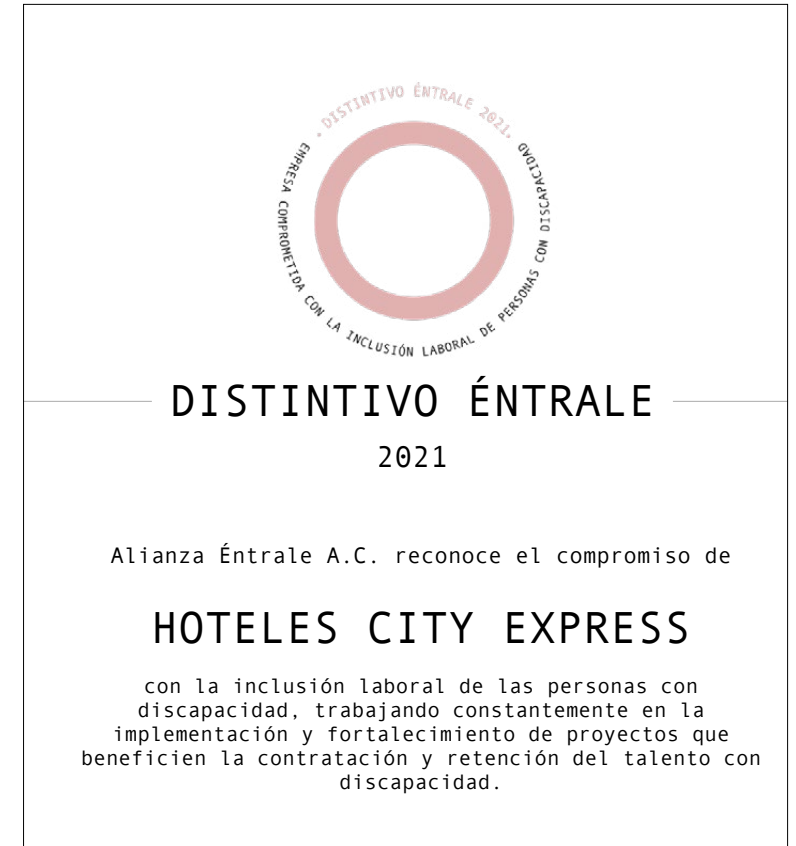 • DISTINTIVO ÉNTRALE 2021•
EMPRESA COMPROMETIDA CON LA INCLUSIÓN LABORAL DE PERSONAS CON DISCAPACIDAD
DISTINTIVO ÉNTRALE
2021
Alianza Éntrale A.C. reconoce el compromiso de
HOTELES CITY EXPRESS
con la inclusión laboral de las personas con
discapacidad, trabajando constantemente en la
implementación y fortalecimiento de proyectos que
beneficien la contratación y retención del talento con
discapacidad.